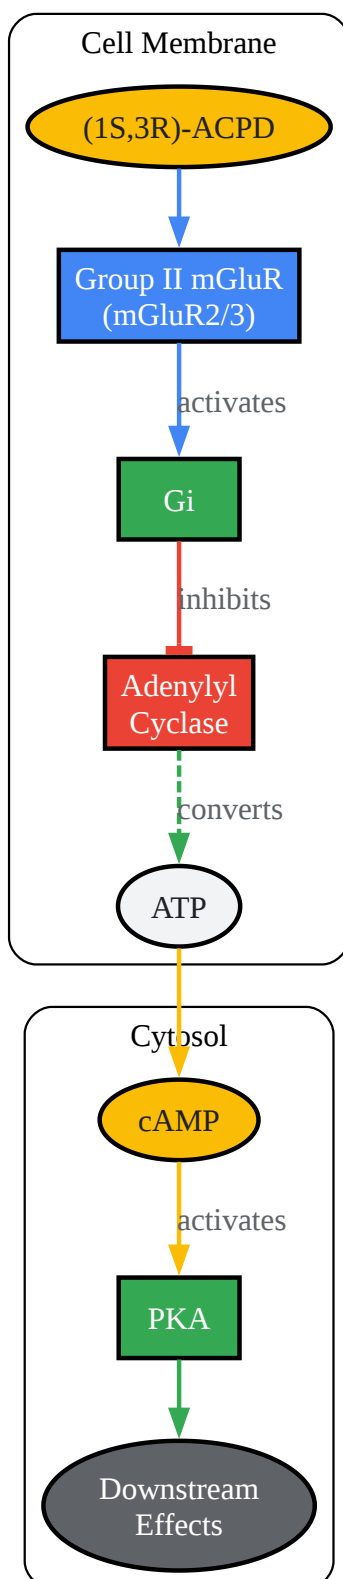 Cell Membrane
(1S,3R)-ACPD
Group II mGluR
(mGluR2/3)
activates
Gi
inhibits
Adenylyl
Cyclase
converts
ATP
Cytosol
cAMP
activates
PKA
Downstream
Effects